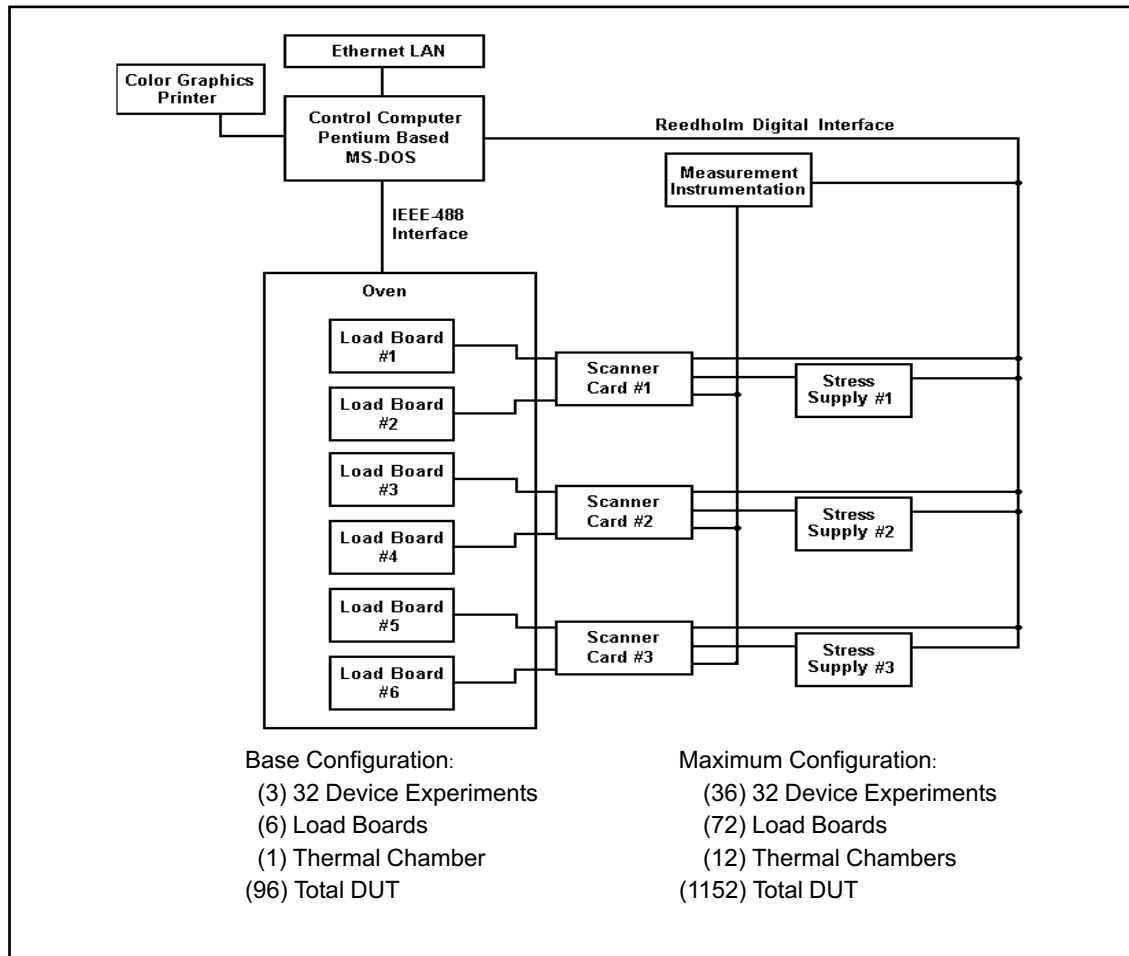 Ethernet LAN
Color Graphics
Printer
Control Computer
Pentium Based
MS-DOS
Reedholm Digital Interface
Measurement
Instrumentation
IEEE-488
Interface
Oven
Load Board
#1
Scanner
Card #1
Stress
Supply #1
Load Board
#2
Load Board
#3
Scanner
Card #2
Stress
Supply #2
Load Board
#4
Load Board
#5
Scanner
Card #3
Stress
Supply #3
Load Board
#6
Base Configuration:
(3) 32 Device Experiments
(6) Load Boards
(1) Thermal Chamber
(96) Total DUT
Maximum Configuration:
(36) 32 Device Experiments
(72) Load Boards
(12) Thermal Chambers
(1152) Total DUT